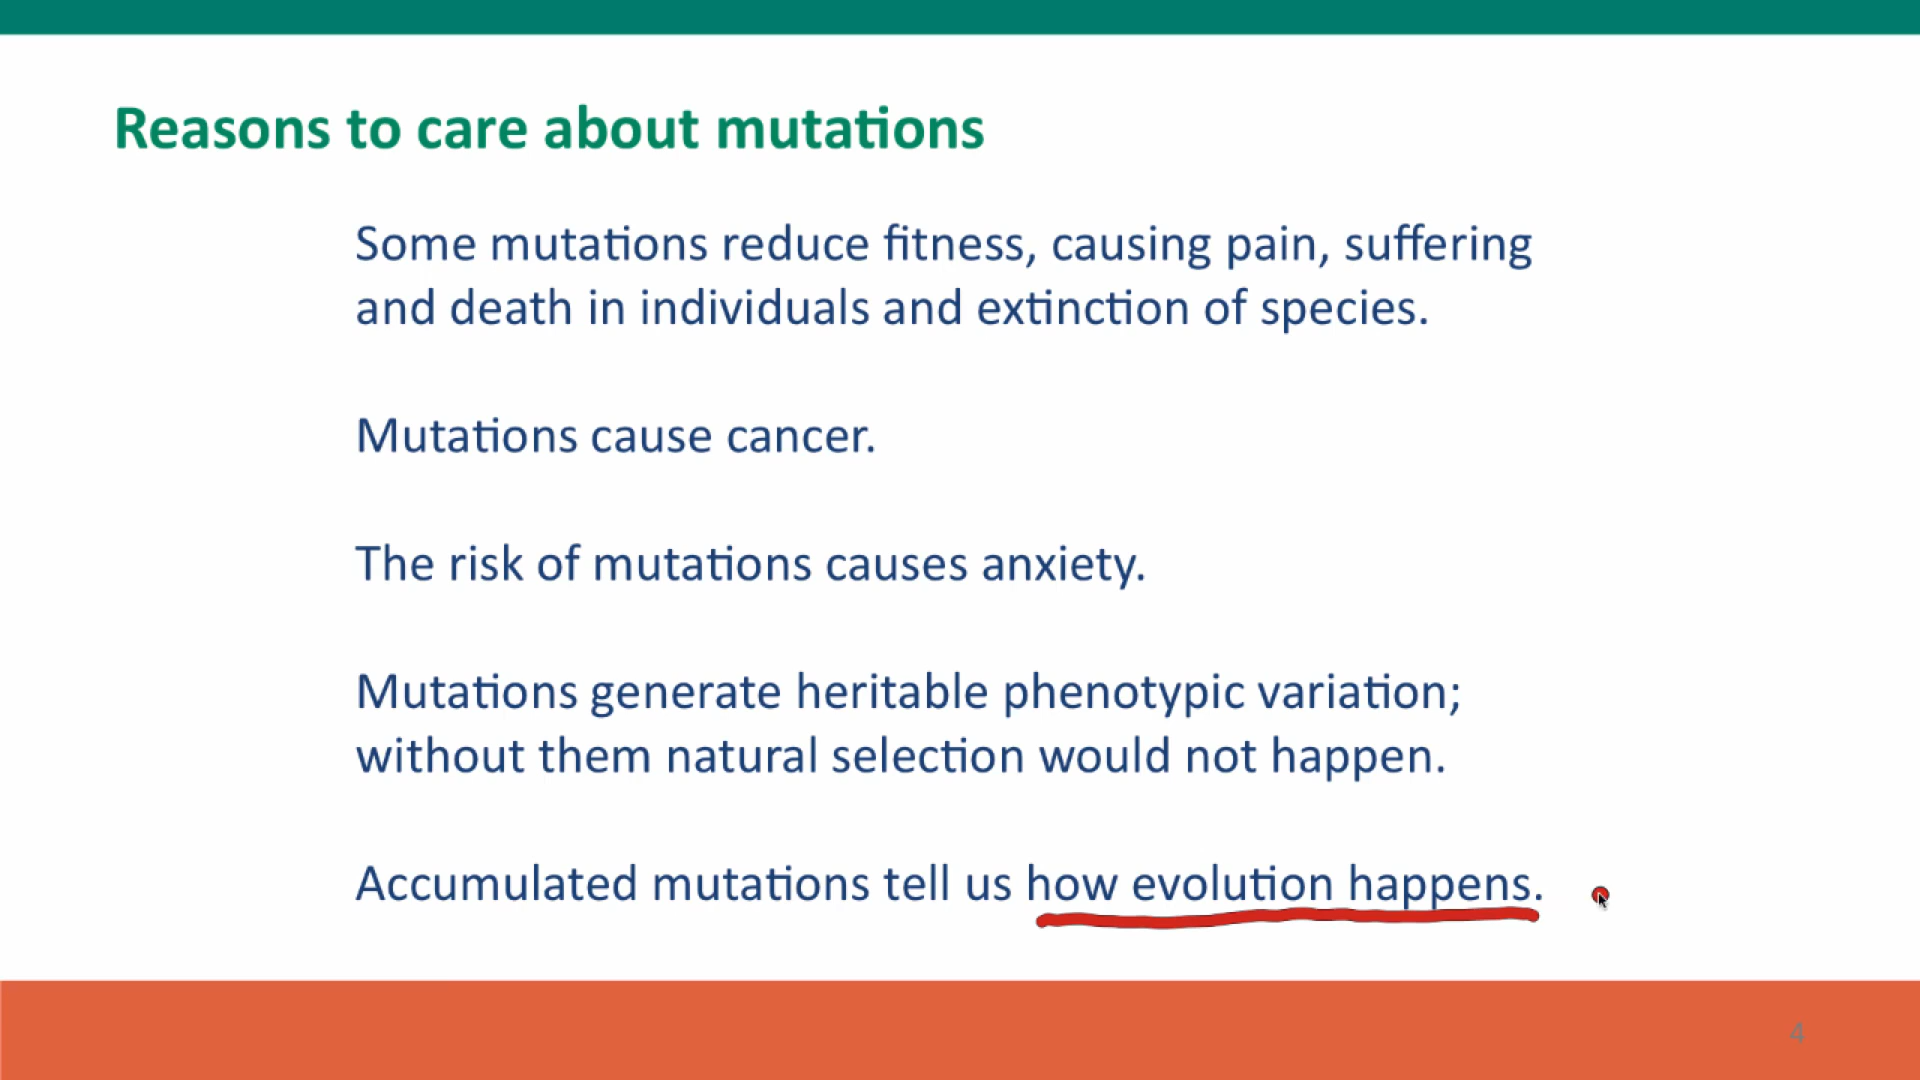 Reasons to care about mutations
Some mutations reduce fitness, causing pain, suffering
and death in individuals and extinction of species.
Mutations cause cancer.
The risk of mutations causes anxiety.
Mutations generate heritable phenotypic variation;
without them natural selection would not happen.
Accumulated mutations tell us how evolution happens.
4